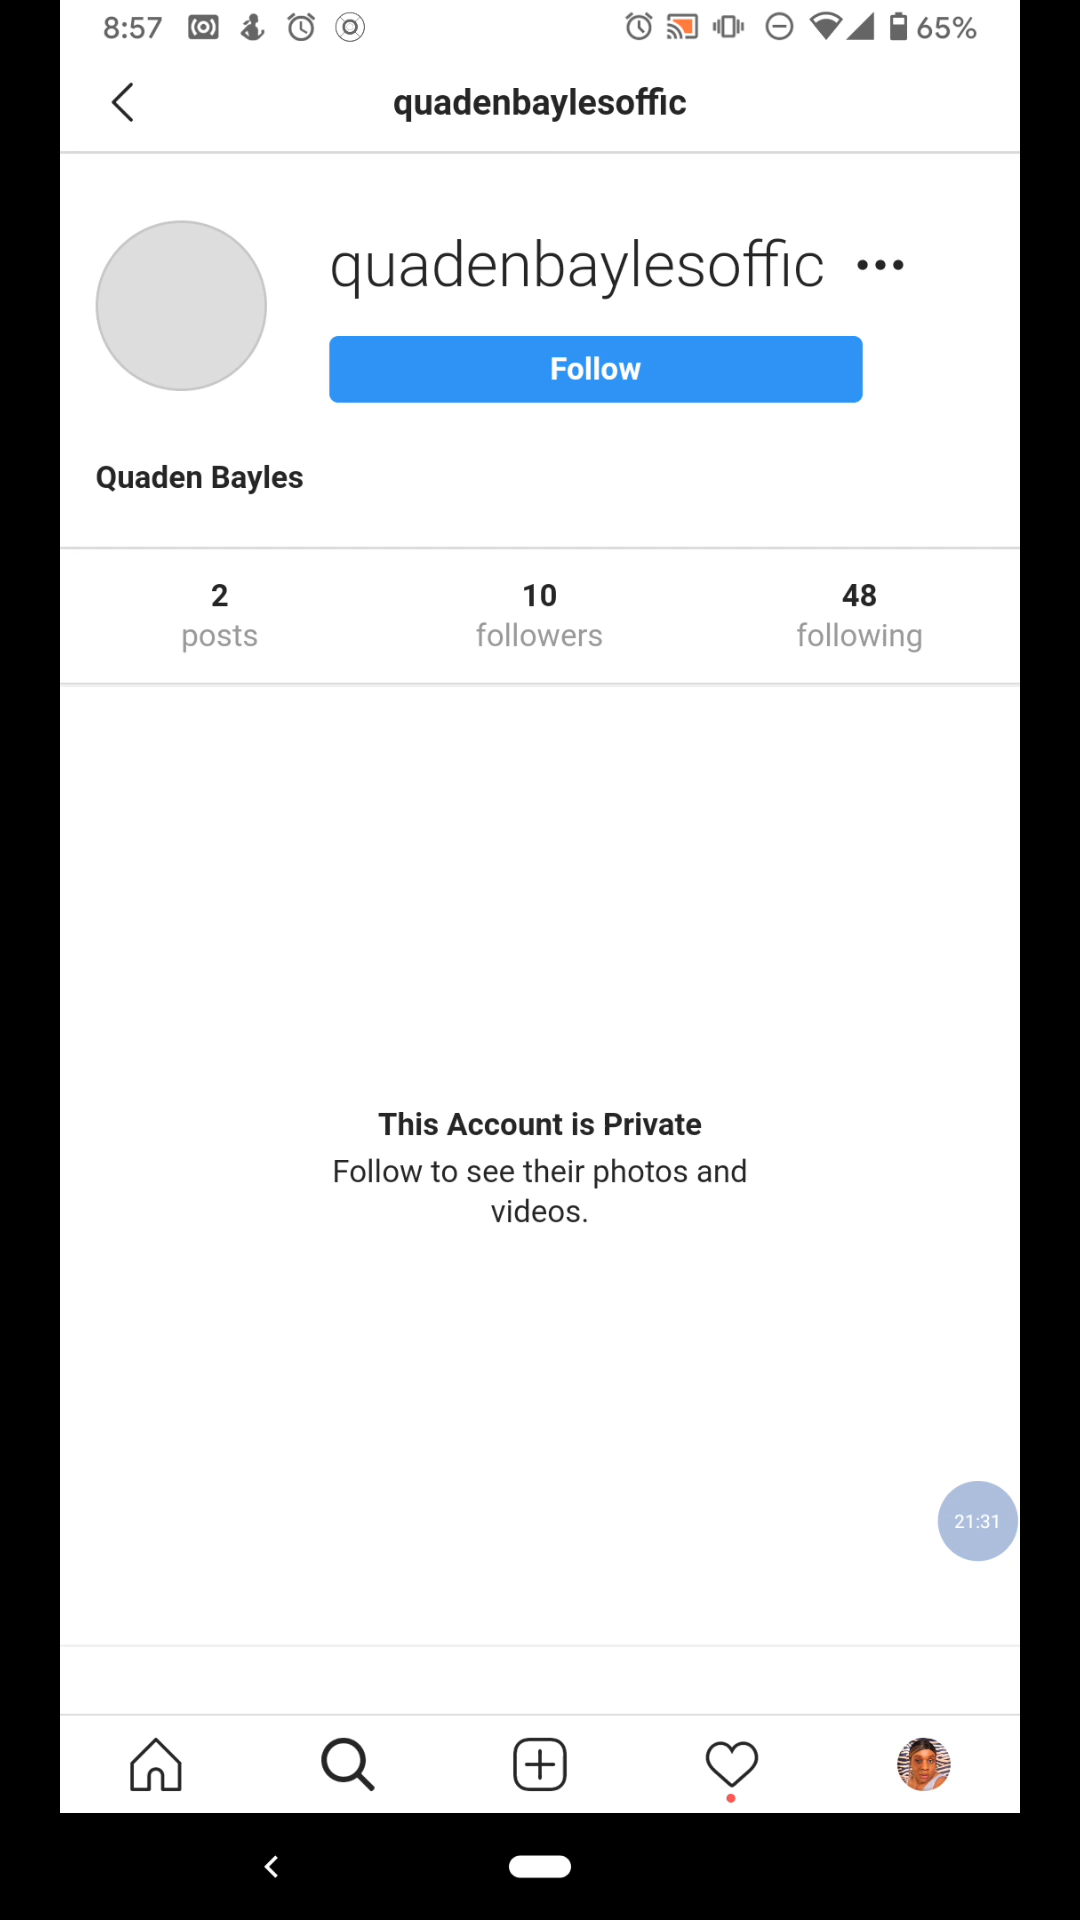 8:57
65%
quadenbaylesoffic
quadenbaylesoffic
Follow
Quaden Bayles
2 10 48
posts followers following
This Account is Private
Follow to see their photos and
videos.
21:31